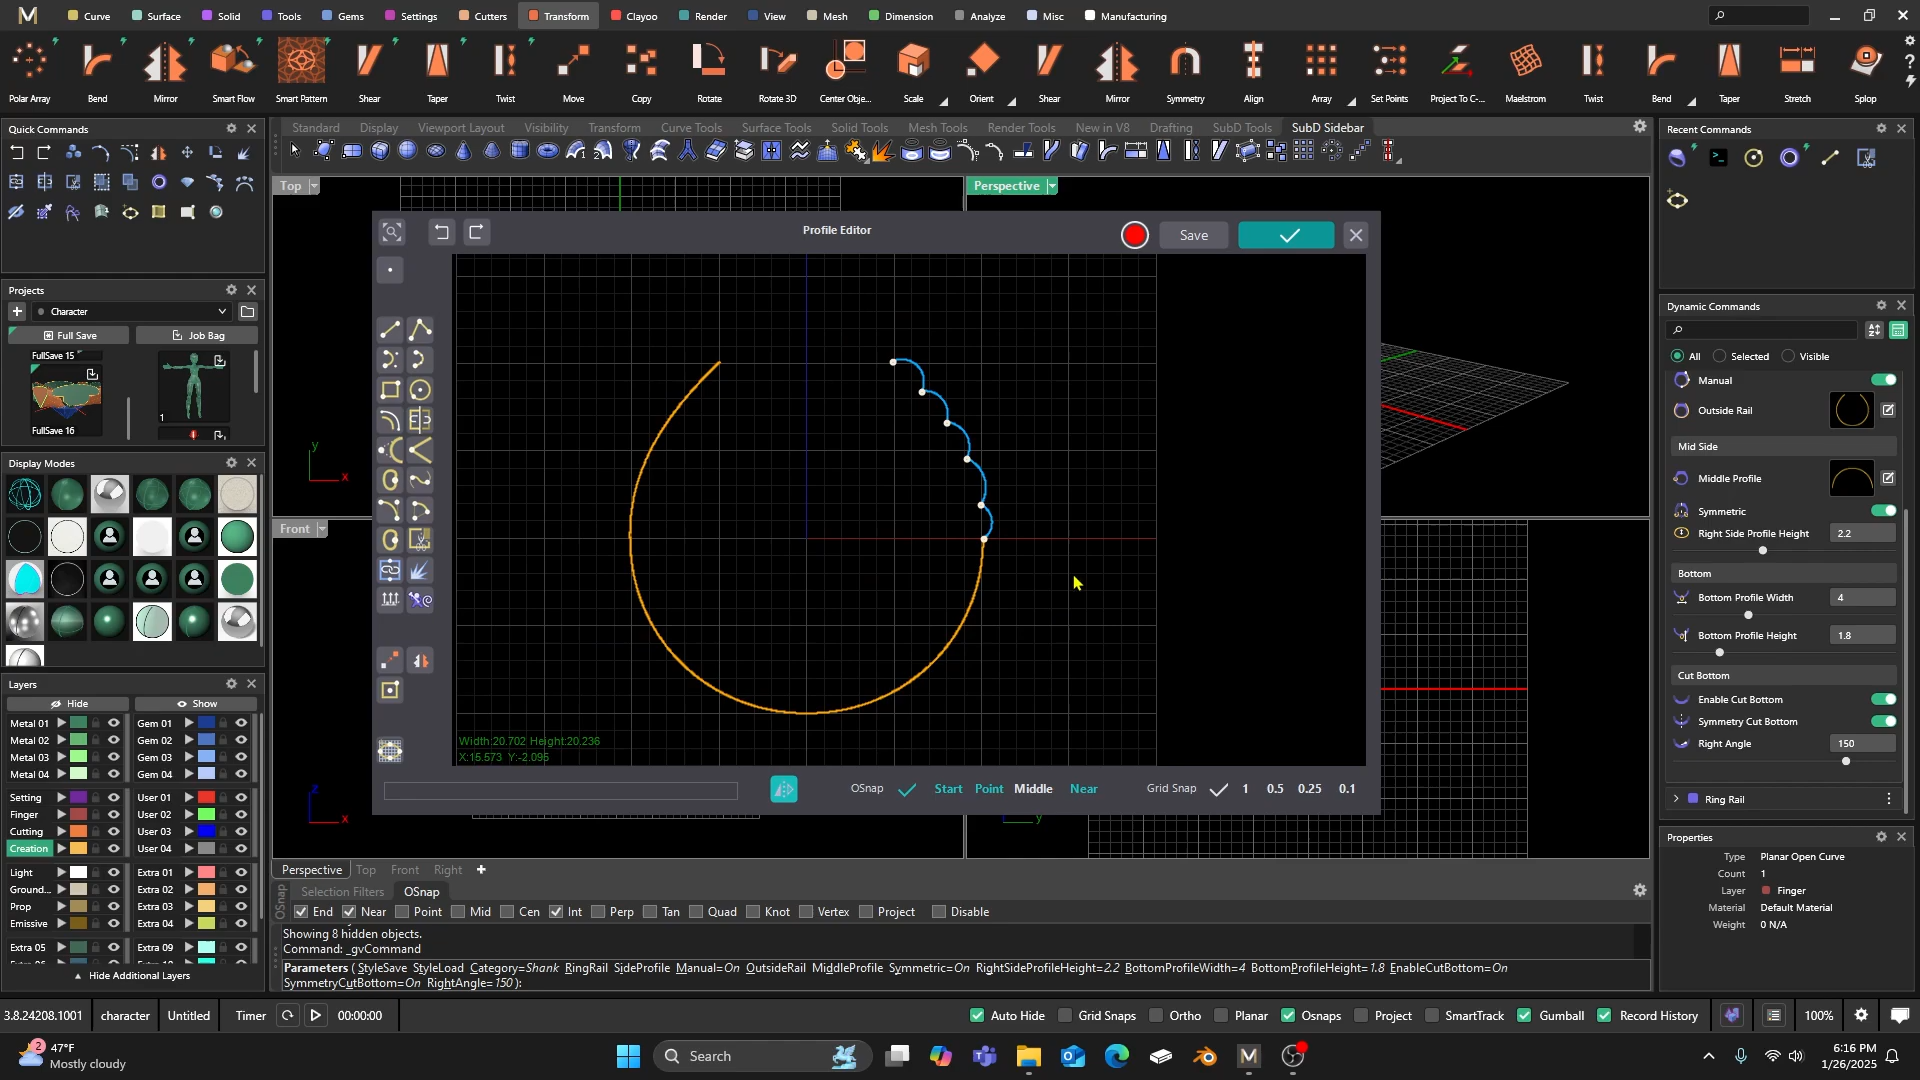 Curve Surface Solid Tools Gems Settings Cutters Transform Clayoo Render View Mesh Dimension Analyze Misc Manufacturing
Polar Array Bend Mirror Smart Flow Smart Pattern Shear Taper Twist Move Copy Rotate Rotate 3D Center Obje... Scale Orient Shear Mirror Symmetry Align Array Set Points Project To C-... Maelstrom Twist Bend Taper Stretch Splop
Quick Commands
Standard Display Viewport Layout Visibility Transform Curve Tools Surface Tools Solid Tools Mesh Tools Render Tools New in V8 Drafting SubD Tools SubD Sidebar
Recent Commands
Top
Perspective
Profile Editor
Save
Projects
Character
Full Save
Job Bag
FullSave 15
1
FullSave 16
Dynamic Commands
All Selected Visible
Manual
Outside Rail
Mid Side
Middle Profile
Symmetric
Right Side Profile Height 2.2
Bottom
Bottom Profile Width 4
Bottom Profile Height 1.8
Cut Bottom
Enable Cut Bottom
Symmetry Cut Bottom
Right Angle 150
Ring Rail
Display Modes
y
x
Front
Width:20.702 Height:20.236
X:15.573 Y:-2.095
OSnap Start Point Middle Near Grid Snap 1 0.5 0.25 0.1
z
x
y
Layers
Hide Show
Metal 01 Gem 01
Metal 02 Gem 02
Metal 03 Gem 03
Metal 04 Gem 04
Setting User 01
Finger User 02
Cutting User 03
Creation User 04
Light Extra 01
Ground... Extra 02
Prop Extra 03
Emissive Extra 04
Extra 05 Extra 09
Hide Additional Layers
Properties
Type Planar Open Curve
Count 1
Layer Finger
Material Default Material
Weight 0 N/A
Perspective Top Front Right
OSnap
Selection Filters OSnap
End Near Point Mid Cen Int Perp Tan Quad Knot Vertex Project Disable
Showing 8 hidden objects.
Command: _gvCommand
Parameters ( StyleSave StyleLoad Category=Shank RingRail SideProfile Manual=On OutsideRail MiddleProfile Symmetric=On RightSideProfileHeight=2.2 BottomProfileWidth=4 BottomProfileHeight=1.8 EnableCutBottom=On
SymmetryCutBottom=On RightAngle=150 ):
3.8.24208.1001 character Untitled Timer 00:00:00 Auto Hide Grid Snaps Ortho Planar Osnaps Project SmartTrack Gumball Record History 100%
2
47°F
Mostly cloudy
Search
6:16 PM
1/26/2025